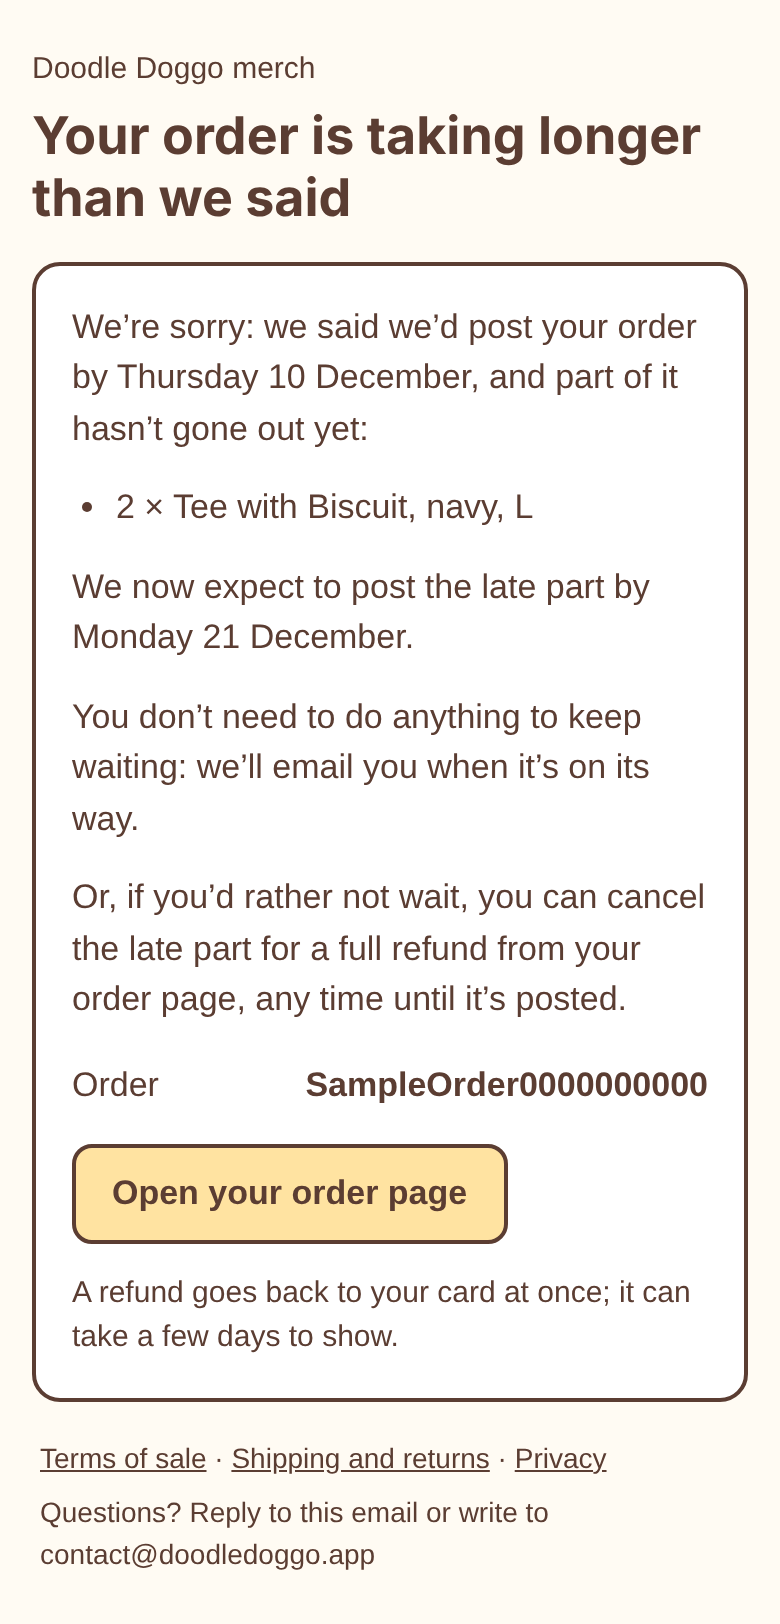 Doodle Doggo merch
Your order is taking longer
than we said
We’re sorry: we said we’d post your order
by Thursday 10 December, and part of it
hasn’t gone out yet:
• 2 × Tee with Biscuit, navy, L
We now expect to post the late part by
Monday 21 December.
You don’t need to do anything to keep
waiting: we’ll email you when it’s on its
way.
Or, if you’d rather not wait, you can cancel
the late part for a full refund from your
order page, any time until it’s posted.
Order SampleOrder0000000000
Open your order page
A refund goes back to your card at once; it can
take a few days to show.
Terms of sale · Shipping and returns · Privacy
Questions? Reply to this email or write to
contact@doodledoggo.app